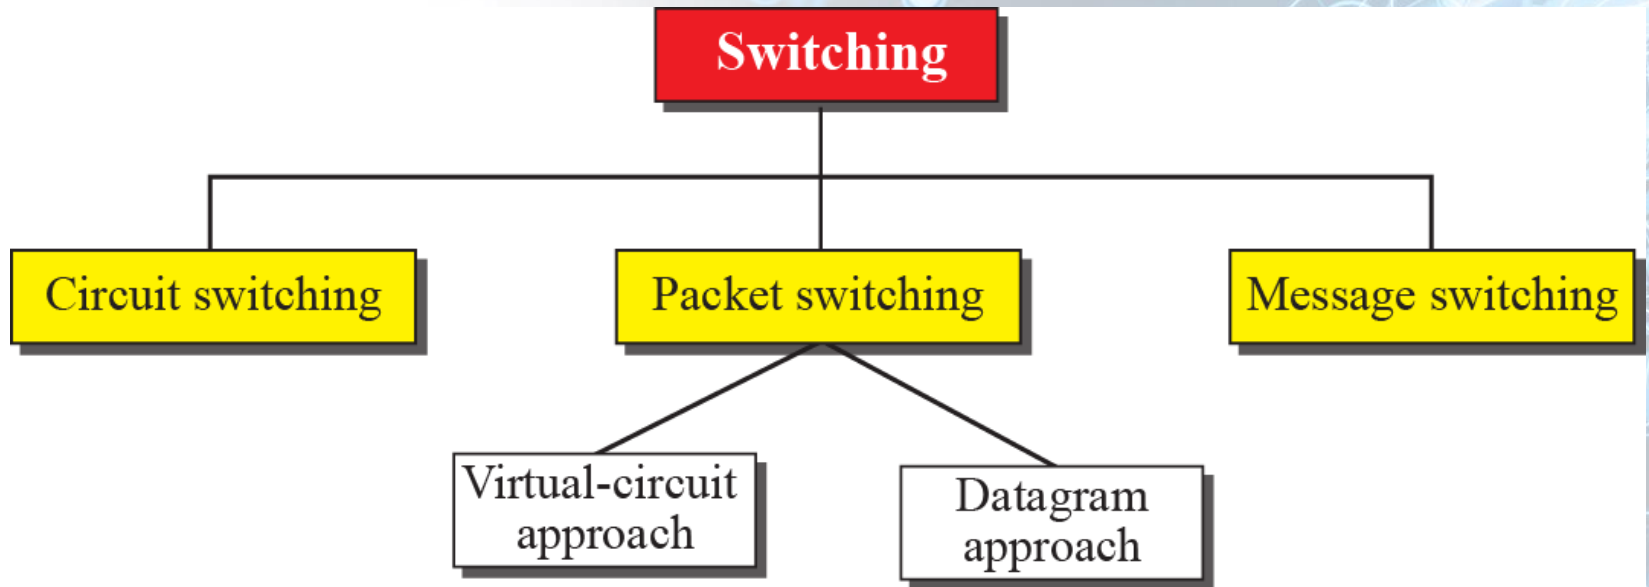 Switching
Circuit switching
Packet switching
Message switching
Virtual-circuit
approach
Datagram
approach